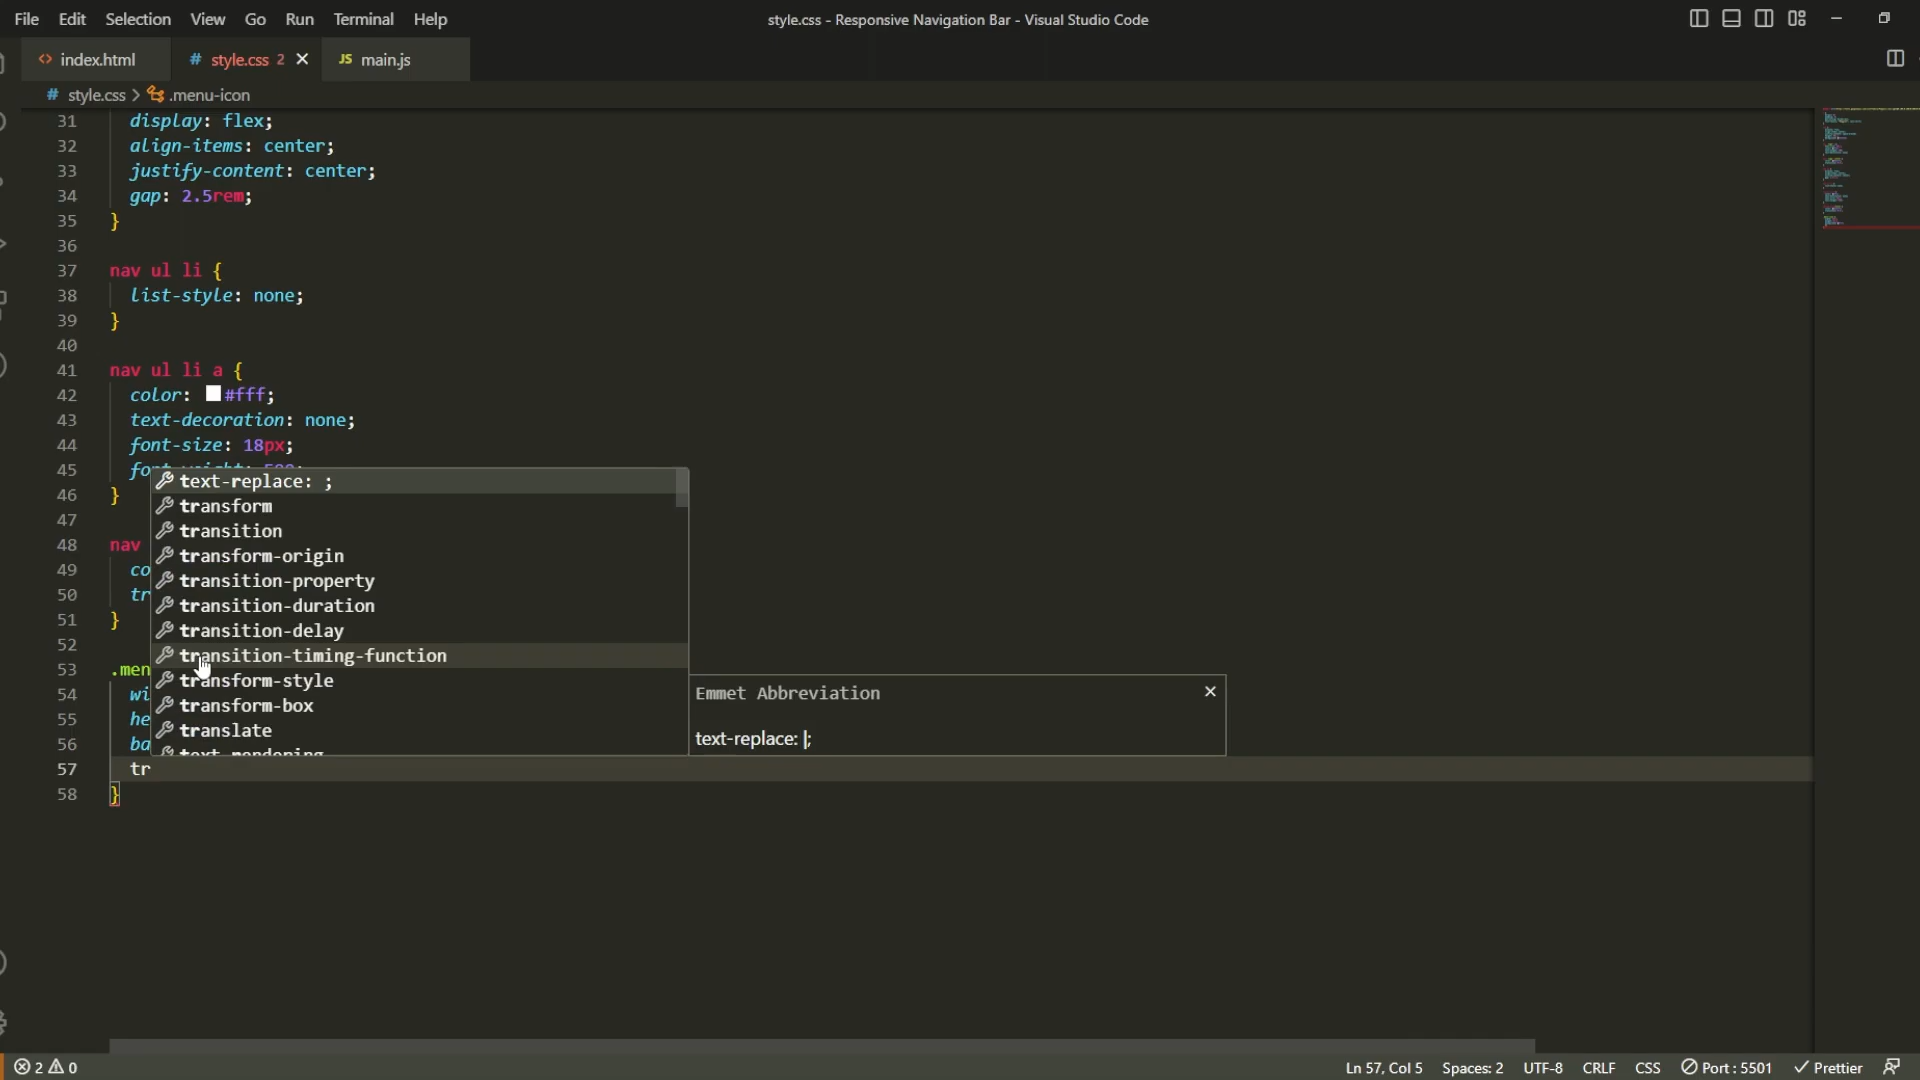 File Edit Selection View Go Run Terminal Help style.css - Responsive Navigation Bar - Visual Studio Code
<> index.html # style.css 2 × JS main.js
# style.css > .menu-icon
31 display: flex;
32 align-items: center;
33 justify-content: center;
34 gap: 2.5rem;
35 }
36
37 nav ul li {
38 list-style: none;
39 }
40
41 nav ul li a {
42 color: #fff;
43 text-decoration: none;
44 font-size: 18px;
45
text-replace: ;
46 }
transform
47
transition
48 nav
transform-origin
49 co
transition-property
50 tr
transition-duration
51 }
transition-delay
52
transition-timing-function
53 .men
transform-style
54 wi
Emmet Abbreviation ×
transform-box
55 he
translate
text-replace: |;
56 ba
text-rendering
57 tr
58 }
2 0 Ln 57, Col 5 Spaces: 2 UTF-8 CRLF CSS Port : 5501 Prettier